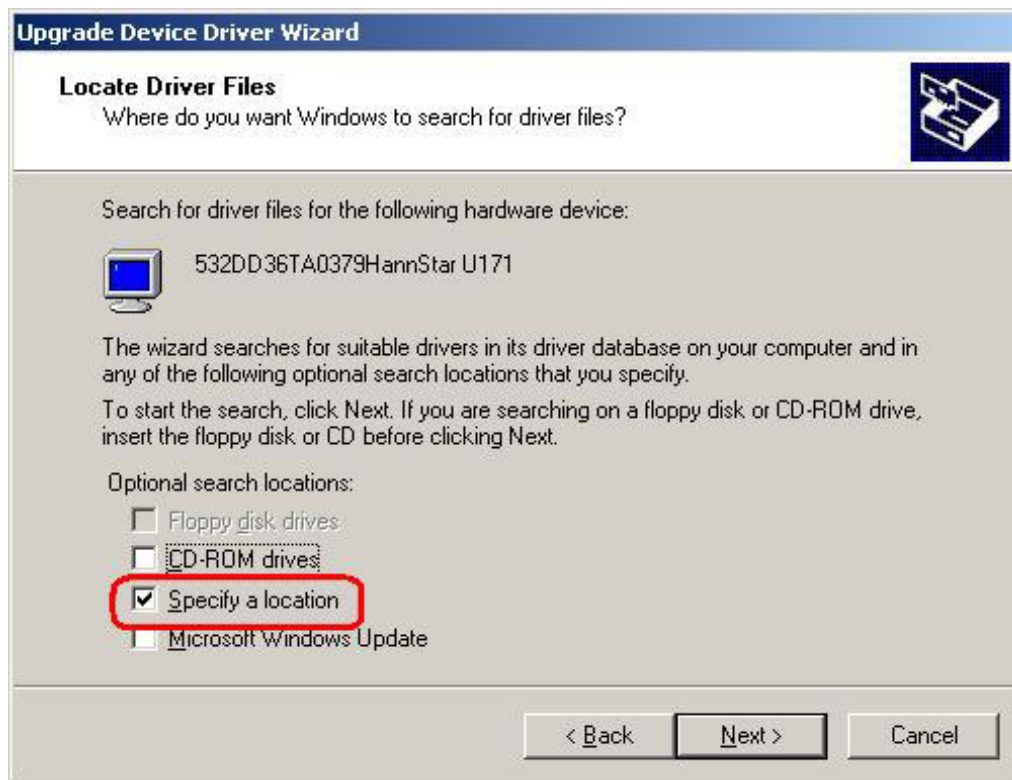 Upgrade Device Driver Wizard
Locate Driver Files
Where do you want Windows to search for driver files?
Search for driver files for the following hardware device:
532DD36TA0379HannStar U171
The wizard searches for suitable drivers in its driver database on your computer and in
any of the following optional search locations that you specify.
To start the search, click Next. If you are searching on a floppy disk or CD-ROM drive,
insert the floppy disk or CD before clicking Next.
Optional search locations:
Floppy disk drives
CD-ROM drives
Specify a location
Microsoft Windows Update
< Back
Next >
Cancel